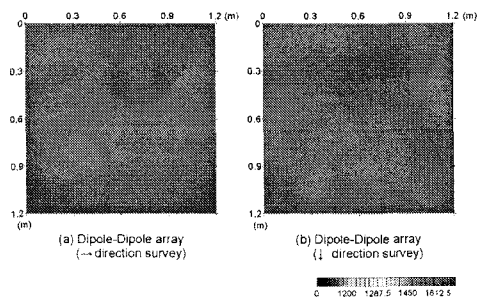 0 0.3 0.6 0.9 1.2 (m)
0 0.3 0.6 0.9 1.2 (m)
0
0.3
0.6
0.9
1.2
(m)
0
0.3
0.6
0.9
1.2
(m)
(a) Dipole-Dipole array
(→direction survey)
(b) Dipole-Dipole array
(↓ direction survey)
0 1200 1287.5 1450 1612.5